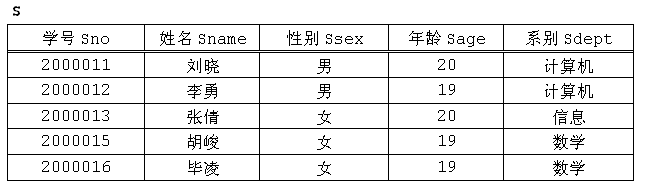 S
学号 Sno 姓名 Sname 性别 Ssex 年龄 Sage 系别 Sdept
2000011 刘晓 男 20 计算机
2000012 李勇 男 19 计算机
2000013 张倩 女 20 信息
2000015 胡峻 女 19 数学
2000016 毕凌 女 19 数学